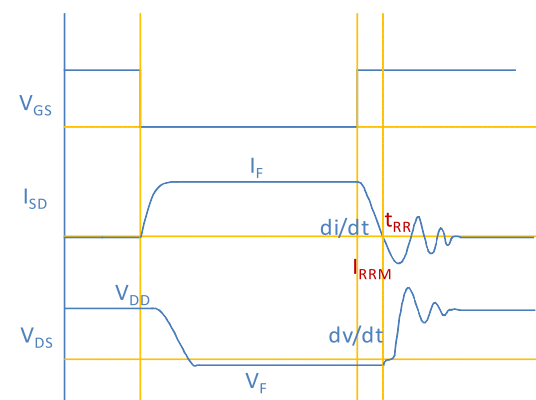 V_GS
I_F
I_SD
t_RR
di/dt
I_RRM
V_DD
V_DS
dv/dt
V_F